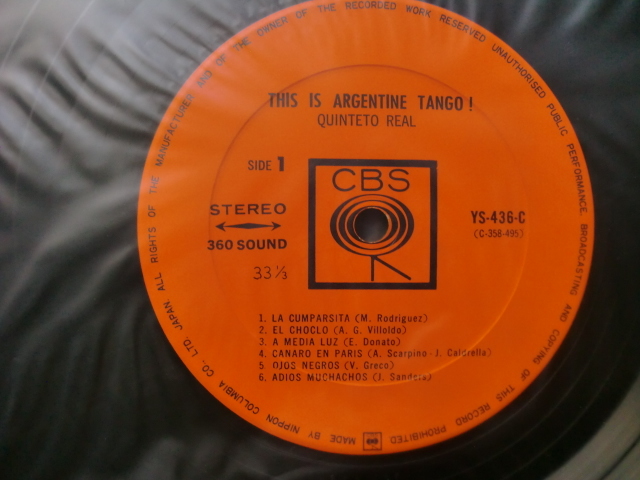 THIS IS ARGENTINE TANGO!
QUINTETO REAL
SIDE 1
CBS
STEREO
360 SOUND
33 ⅓
YS-436-C
(C-358-495)
1. LA CUMPARSITA (M. Rodriguez)
2. EL CHOCLO (A. G. Villoldo)
3. A MEDIA LUZ (E. Donato)
4. CANARO EN PARIS (A. Scarpino - J. Caldrella)
5. OJOS NEGROS (V. Greco)
6. ADIOS MUCHACHOS (J. Sanders)
MADE BY NIPPON COLUMBIA CO., LTD. JAPAN. ALL RIGHTS OF THE MANUFACTURER AND OF THE OWNER OF THE RECORDED WORK RESERVED UNAUTHORISED PUBLIC PERFORMANCE, BROADCASTING AND COPYING OF THIS RECORD PROHIBITED